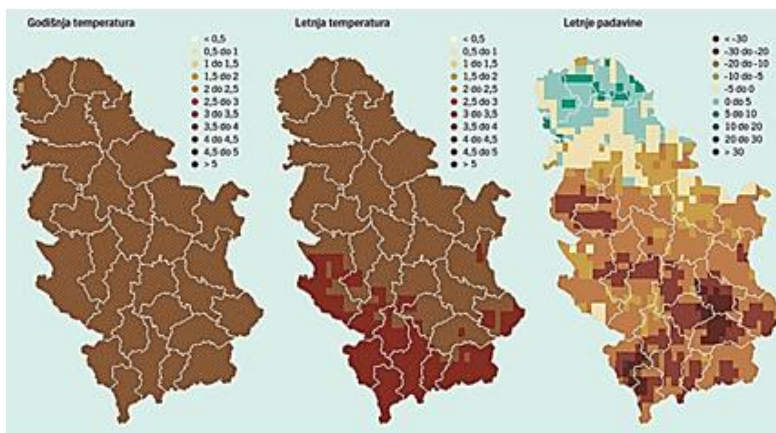 Godišnja temperatura
< 0,5
0,5 do 1
1 do 1,5
1,5 do 2
2 do 2,5
2,5 do 3
3 do 3,5
3,5 do 4
4 do 4,5
4,5 do 5
> 5
Letnja temperatura
< 0,5
0,5 do 1
1 do 1,5
1,5 do 2
2 do 2,5
2,5 do 3
3 do 3,5
3,5 do 4
4 do 4,5
4,5 do 5
> 5
Letnje padavine
< -30
-30 do -20
-20 do -10
-10 do -5
-5 do 0
0 do 5
5 do 10
10 do 20
20 do 30
> 30